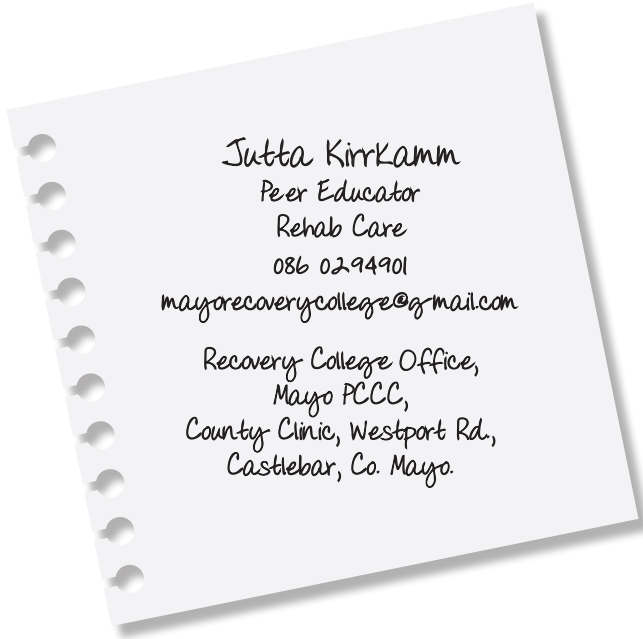 Jutta Kirrkamm
Peer Educator
Rehab Care
086 0294901
mayorecoverycollege@gmail.com
Recovery College Office,
Mayo PCCC,
County Clinic, Westport Rd.,
Castlebar, Co. Mayo.